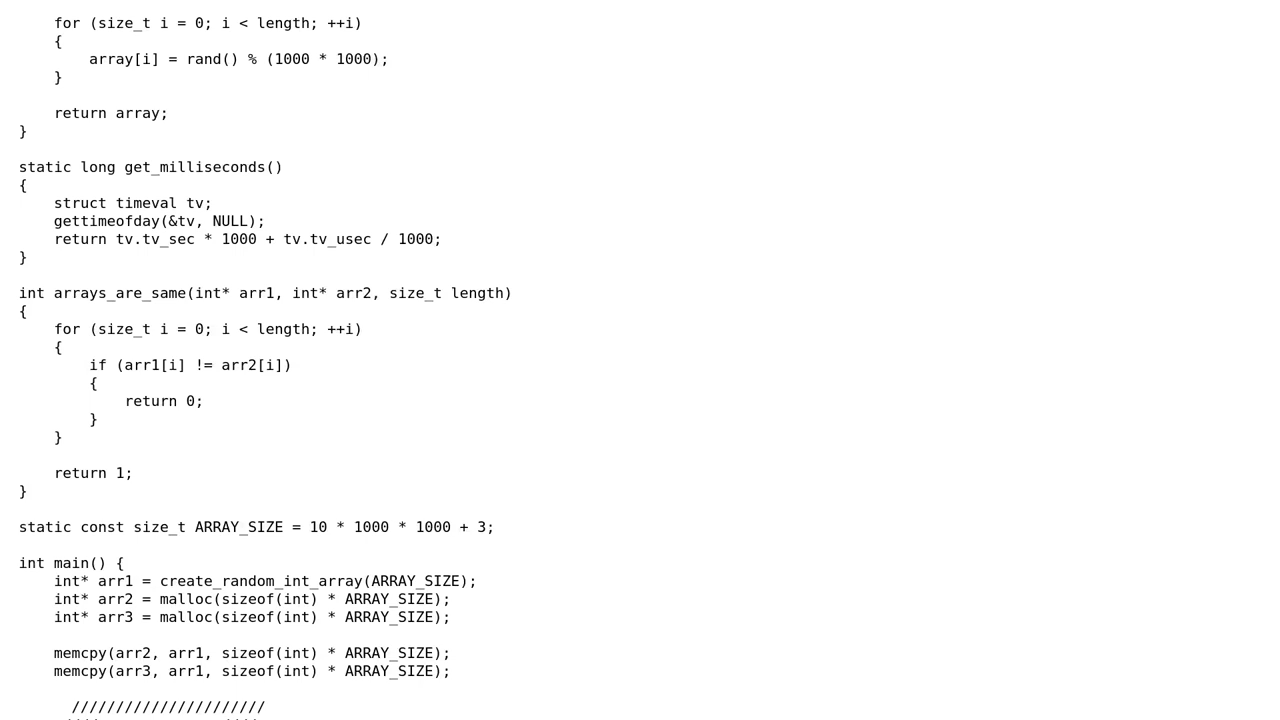 for (size_t i = 0; i < length; ++i)
    {
        array[i] = rand() % (1000 * 1000);
    }

    return array;
}

static long get_milliseconds()
{
    struct timeval tv;
    gettimeofday(&tv, NULL);
    return tv.tv_sec * 1000 + tv.tv_usec / 1000;
}

int arrays_are_same(int* arr1, int* arr2, size_t length)
{
    for (size_t i = 0; i < length; ++i)
    {
        if (arr1[i] != arr2[i])
        {
            return 0;
        }
    }

    return 1;
}

static const size_t ARRAY_SIZE = 10 * 1000 * 1000 + 3;

int main() {
    int* arr1 = create_random_int_array(ARRAY_SIZE);
    int* arr2 = malloc(sizeof(int) * ARRAY_SIZE);
    int* arr3 = malloc(sizeof(int) * ARRAY_SIZE);

    memcpy(arr2, arr1, sizeof(int) * ARRAY_SIZE);
    memcpy(arr3, arr1, sizeof(int) * ARRAY_SIZE);

      //////////////////////